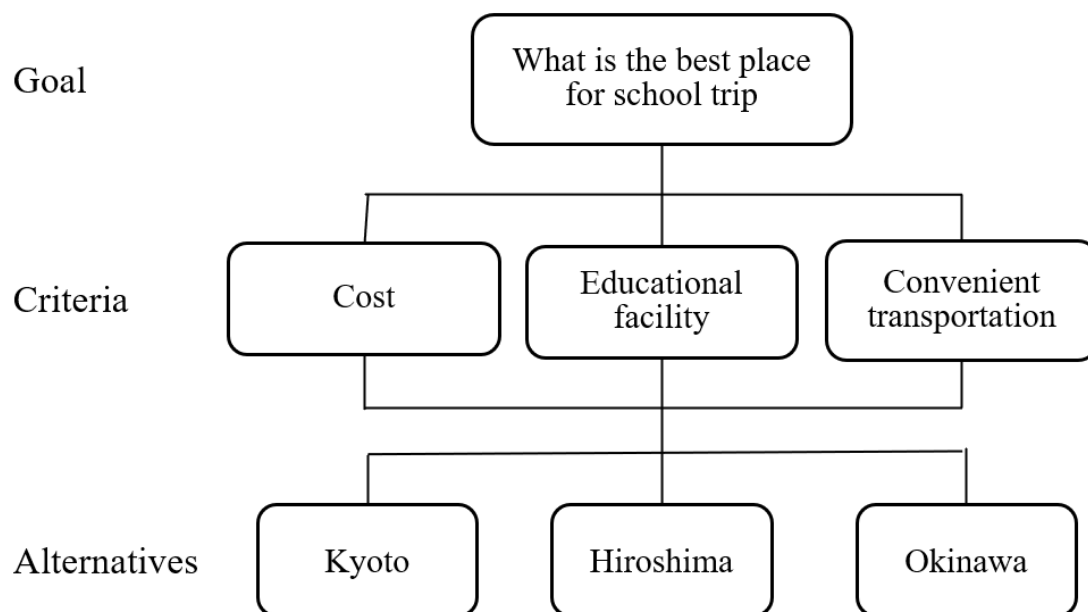 Goal
What is the best place
for school trip
Criteria
Cost
Educational
facility
Convenient
transportation
Alternatives
Kyoto
Hiroshima
Okinawa